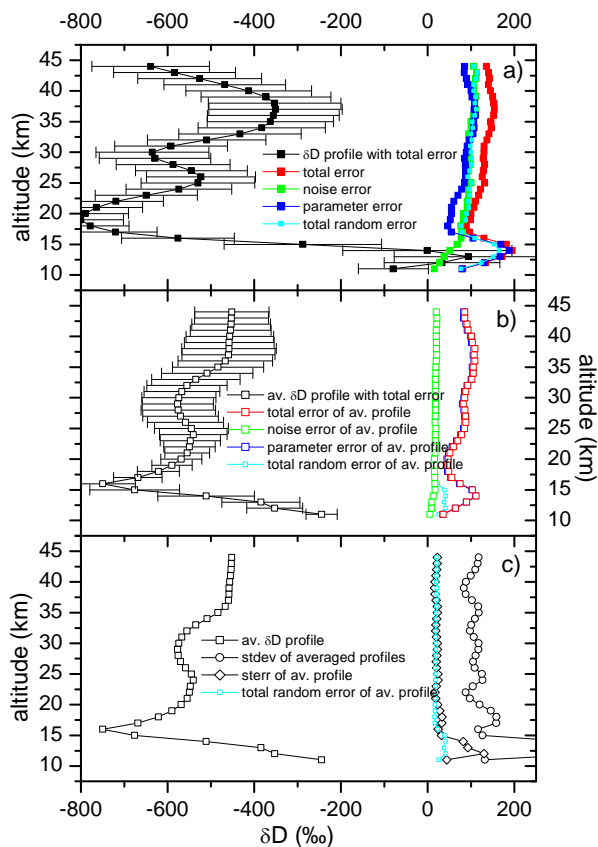 -800 -600 -400 -200 0 200
45
40
35
30
25
20
15
10
altitude (km)
a)
δD profile with total error
total error
noise error
parameter error
total random error
45
40
35
30
25
20
15
10
altitude (km)
b)
av. δD profile with total error
total error of av. profile
noise error of av. profile
parameter error of av. profile
total random error of av. profile
45
40
35
30
25
20
15
10
altitude (km)
c)
av. δD profile
stdev of averaged profiles
sterr of av. profile
total random error of av. profile
-800 -600 -400 -200 0 200
δD (‰)